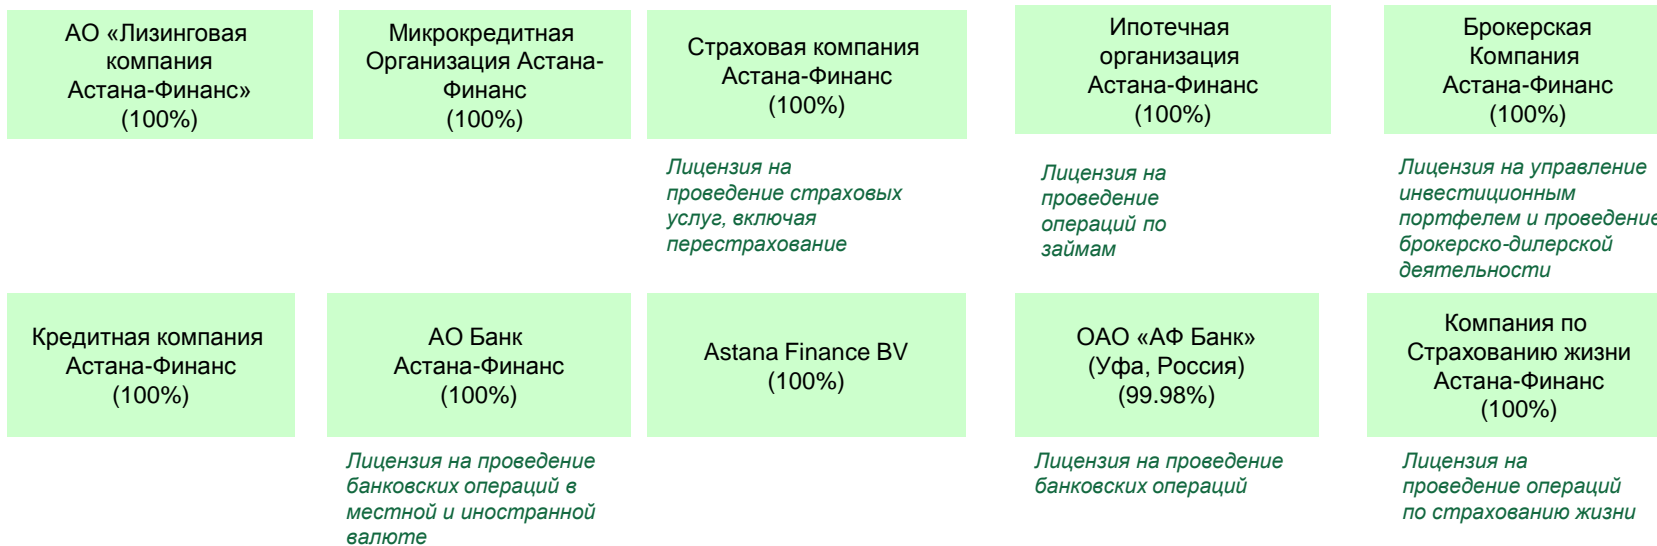 АО «Лизинговая
компания
Астана-Финанс»
(100%)
Микрокредитная
Организация Астана-
Финанс
(100%)
Страховая компания
Астана-Финанс
(100%)
Ипотечная
организация
Астана-Финанс
(100%)
Брокерская
Компания
Астана-Финанс
(100%)
Лицензия на
проведение страховых
услуг, включая
перестрахование
Лицензия на
проведение
операций по
займам
Лицензия на управление
инвестиционным
портфелем и проведение
брокерско-дилерской
деятельности
Кредитная компания
Астана-Финанс
(100%)
АО Банк
Астана-Финанс
(100%)
Astana Finance BV
(100%)
ОАО «АФ Банк»
(Уфа, Россия)
(99.98%)
Компания по
Страхованию жизни
Астана-Финанс
(100%)
Лицензия на проведение
банковских операций в
местной и иностранной
валюте
Лицензия на проведение
банковских операций
Лицензия на
проведение операций
по страхованию жизни